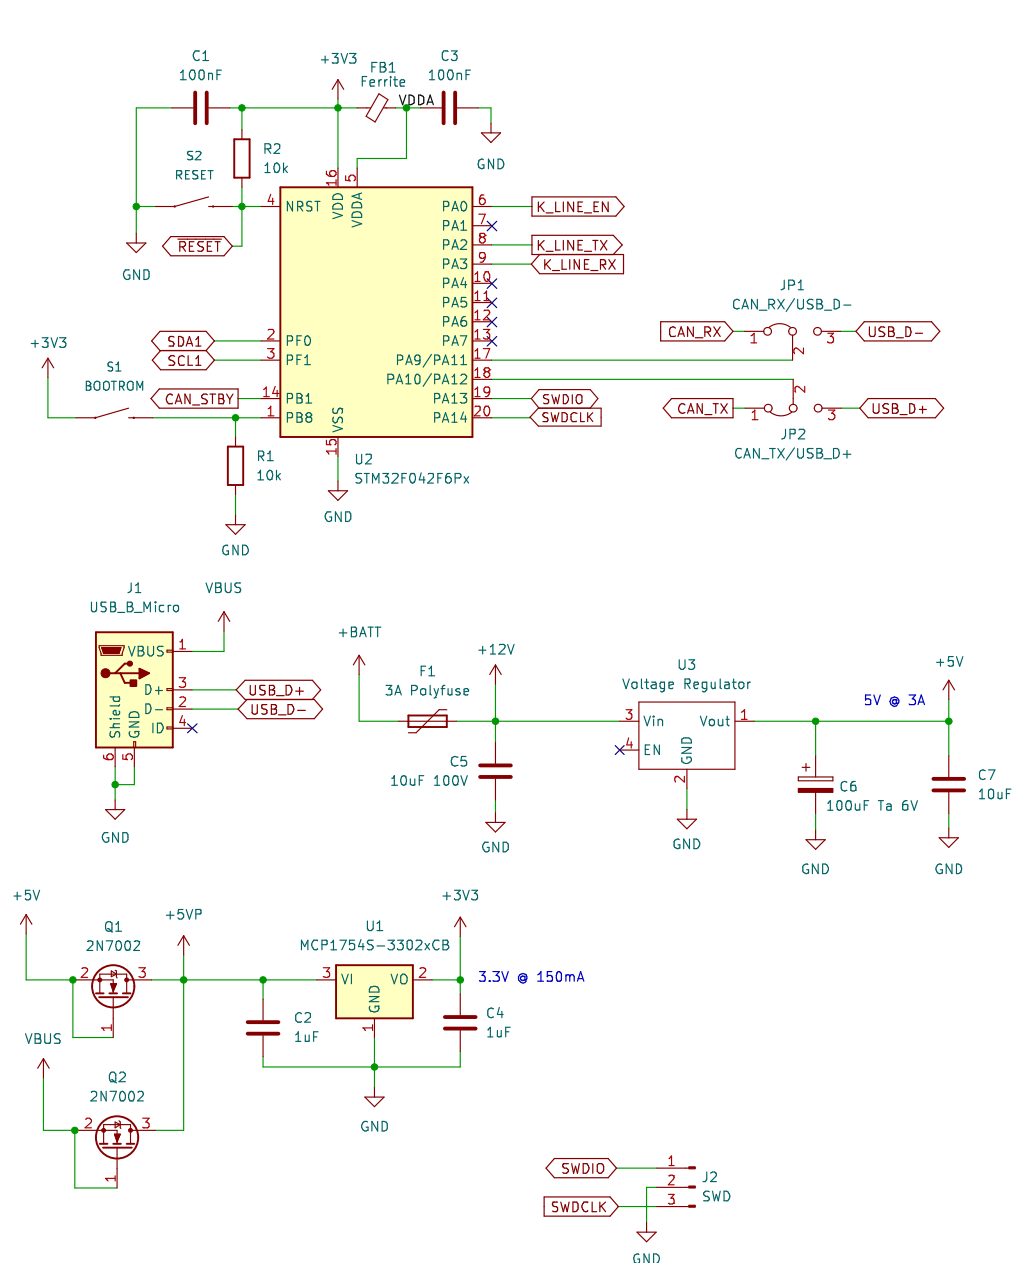 C1
100nF
+3V3
FB1
Ferrite
VDDA
C3
100nF
GND
S2
RESET
R2
10k
RESET
GND
16
5
4
NRST
VDD
VDDA
PA0
6
K_LINE_EN
PA1
7
PA2
8
K_LINE_TX
PA3
9
K_LINE_RX
PA4
10
PA5
11
PA6
12
PA7
13
SDA1
2
PF0
SCL1
3
PF1
PA9/PA11
17
PA10/PA12
18
CAN_STBY
14
PB1
PA13
19
SWDIO
1
PB8
VSS
PA14
20
SWDCLK
15
U2
STM32F042F6Px
GND
+3V3
S1
BOOTROM
R1
10k
GND
JP1
CAN_RX/USB_D-
CAN_RX
1
2
3
USB_D-
CAN_TX
1
2
3
USB_D+
JP2
CAN_TX/USB_D+
J1
USB_B_Micro
VBUS
VBUS
1
D+
3
USB_D+
D-
2
USB_D-
ID
4
Shield
GND
6
5
GND
+BATT
F1
3A Polyfuse
+12V
C5
10uF 100V
GND
U3
Voltage Regulator
3
Vin
Vout
1
4
EN
GND
2
GND
5V @ 3A
+5V
+
C6
100uF Ta 6V
GND
C7
10uF
GND
+5V
Q1
2N7002
2
3
1
+5VP
VBUS
Q2
2N7002
2
3
1
C2
1uF
U1
MCP1754S-3302xCB
3
VI
VO
2
GND
1
GND
+3V3
3.3V @ 150mA
C4
1uF
SWDIO
1
2
SWDCLK
3
J2
SWD
GND